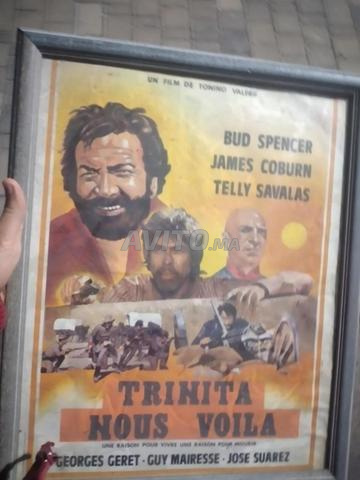 UN FILM DE TONINO VALERII
BUD SPENCER
JAMES COBURN
TELLY SAVALAS
AVITO.ma
TRINITA
NOUS VOILA
UNE RAISON POUR VIVRE UNE RAISON POUR MOURIR
GEORGES GERET - GUY MAIRESSE - JOSE SUAREZ